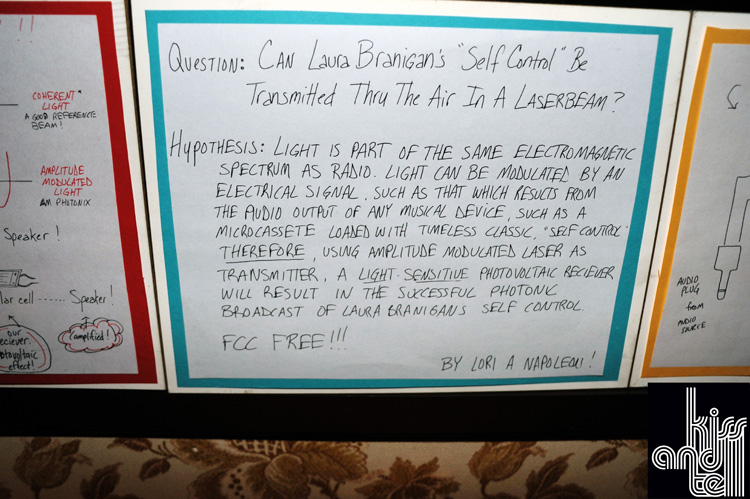 !!!
COHERENT
LIGHT
A GOOD REFERENCE
BEAM!
AMPLITUDE
MODULATED
LIGHT
AM PHOTONIX
Speaker!
lar cell ------ Speaker!
our
reciever
otovoltaic
effect!
(amplified!)
QUESTION: CAN LAURA BRANIGAN'S "SELF CONTROL" BE
TRANSMITTED THRU THE AIR IN A LASERBEAM?
HYPOTHESIS: LIGHT IS PART OF THE SAME ELECTROMAGNETIC
SPECTRUM AS RADIO. LIGHT CAN BE MODULATED BY AN
ELECTRICAL SIGNAL, SUCH AS THAT WHICH RESULTS FROM
THE AUDIO OUTPUT OF ANY MUSICAL DEVICE, SUCH AS A
MICROCASSETE LOADED WITH TIMELESS CLASSIC, "SELF CONTROL"
THEREFORE, USING AMPLITUDE MODULATED LASER AS
TRANSMITTER, A LIGHT-SENSITIVE PHOTOVOLTAIC RECIEVER
WILL RESULT IN THE SUCCESSFUL PHOTONIC
BROADCAST OF LAURA BRANIGAN'S SELF CONTROL.
FCC FREE!!!
BY LORI A NAPOLEON!
AUDIO
PLUG
from
AUDIO
SOURCE
kiss
and
tell